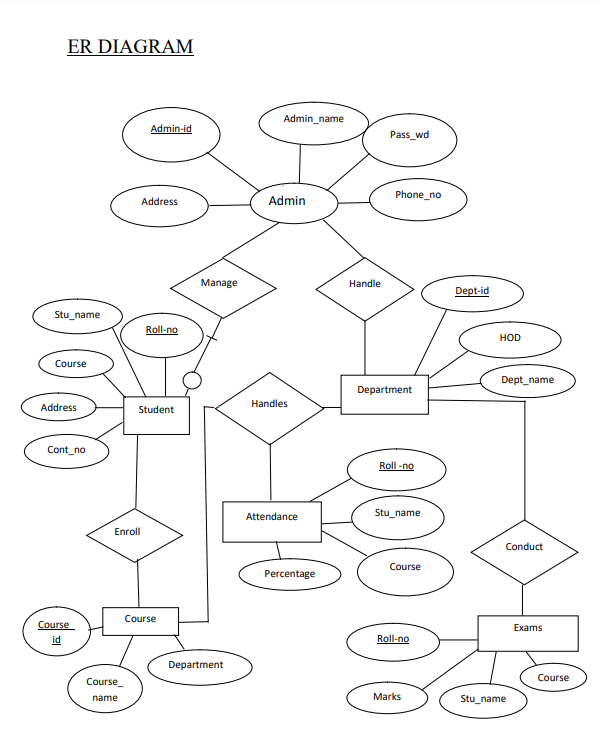 ER DIAGRAM
Admin_name
Admin-id
Pass_wd
Address
Admin
Phone_no
Manage
Handle
Dept-id
Stu_name
Roll-no
HOD
Course
Department
Dept_name
Address
Student
Handles
Cont_no
Roll -no
Attendance
Stu_name
Enroll
Conduct
Percentage
Course
Course_
id
Course
Exams
Roll-no
Department
Course_
name
Course
Marks
Stu_name